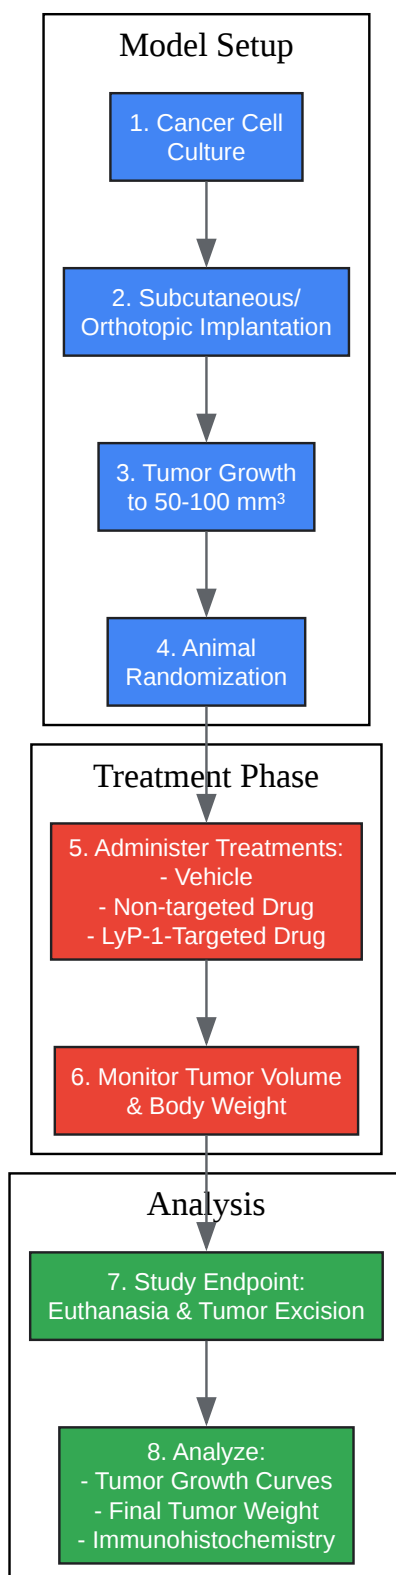 Model Setup
1. Cancer Cell
Culture
2. Subcutaneous/
Orthotopic Implantation
3. Tumor Growth
to 50-100 mm³
4. Animal
Randomization
Treatment Phase
5. Administer Treatments:
- Vehicle
- Non-targeted Drug
- LyP-1-Targeted Drug
6. Monitor Tumor Volume
& Body Weight
Analysis
7. Study Endpoint:
Euthanasia & Tumor Excision
8. Analyze:
- Tumor Growth Curves
- Final Tumor Weight
- Immunohistochemistry